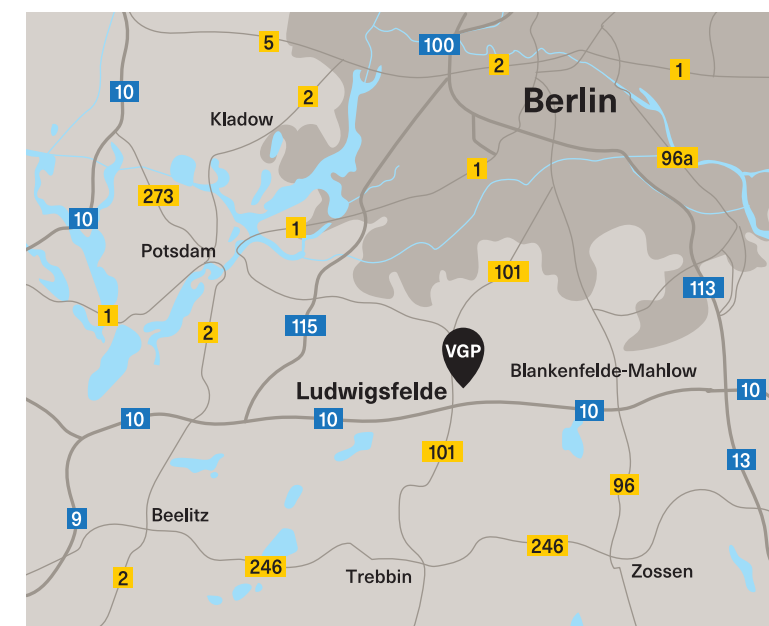 5
100
2
1
10
2
Berlin
Kladow
96a
1
273
10
1
Potsdam
101
113
1
115
2
VGP
Blankenfelde-Mahlow
Ludwigsfelde
10
10
10
10
101
13
96
9
Beelitz
246
246
2
Trebbin
Zossen